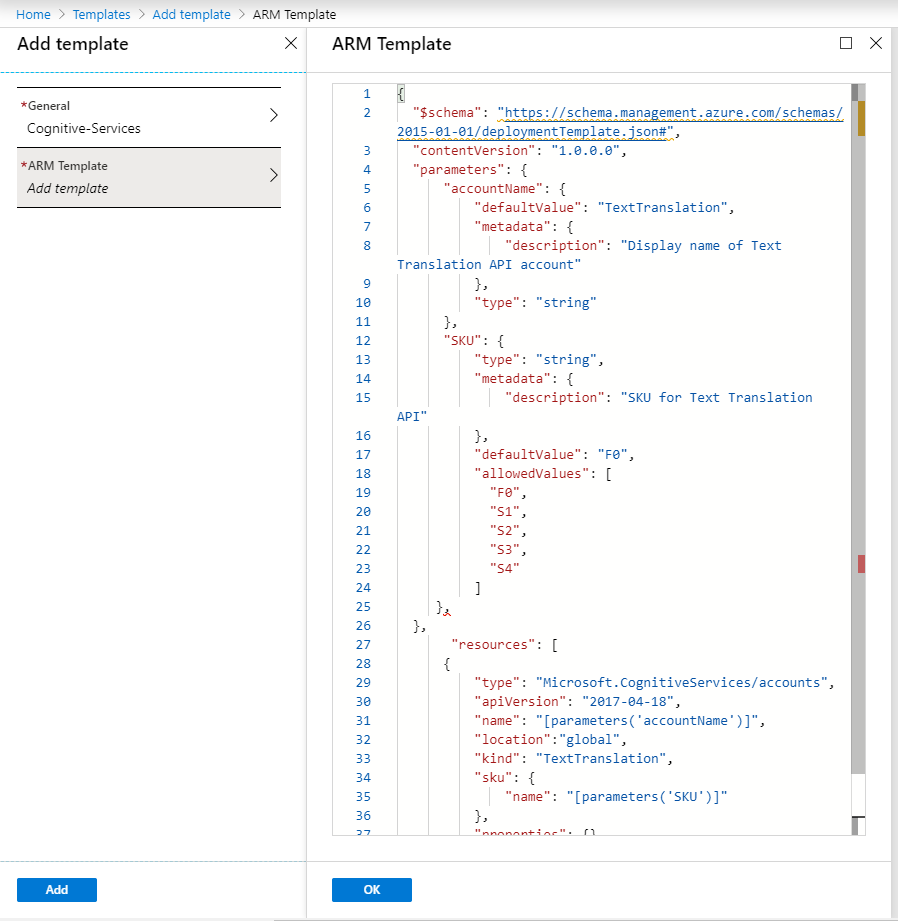 Home > Templates > Add template > ARM Template
Add template
*General
Cognitive-Services
*ARM Template
Add template
Add
ARM Template
1 {
2 "$schema": "https://schema.management.azure.com/schemas/
2015-01-01/deploymentTemplate.json#",
3 "contentVersion": "1.0.0.0",
4 "parameters": {
5 "accountName": {
6 "defaultValue": "TextTranslation",
7 "metadata": {
8 "description": "Display name of Text
Translation API account"
9 },
10 "type": "string"
11 },
12 "SKU": {
13 "type": "string",
14 "metadata": {
15 "description": "SKU for Text Translation
API"
16 },
17 "defaultValue": "F0",
18 "allowedValues": [
19 "F0",
20 "S1",
21 "S2",
22 "S3",
23 "S4"
24 ]
25 },
26 },
27 "resources": [
28 {
29 "type": "Microsoft.CognitiveServices/accounts",
30 "apiVersion": "2017-04-18",
31 "name": "[parameters('accountName')]",
32 "location":"global",
33 "kind": "TextTranslation",
34 "sku": {
35 "name": "[parameters('SKU')]"
36 },
37 "properties": {}
OK